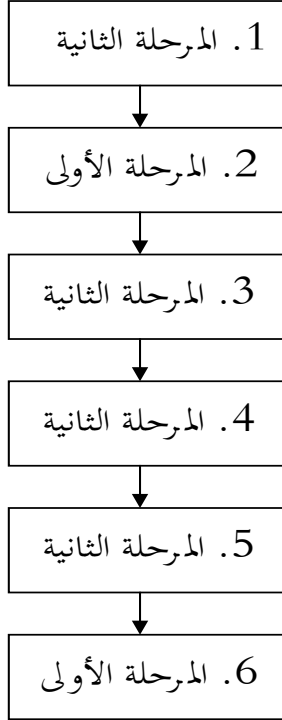 1. المرحلة الثانية
2. المرحلة الأولى
3. المرحلة الثانية
4. المرحلة الثانية
5. المرحلة الثانية
6. المرحلة الأولى